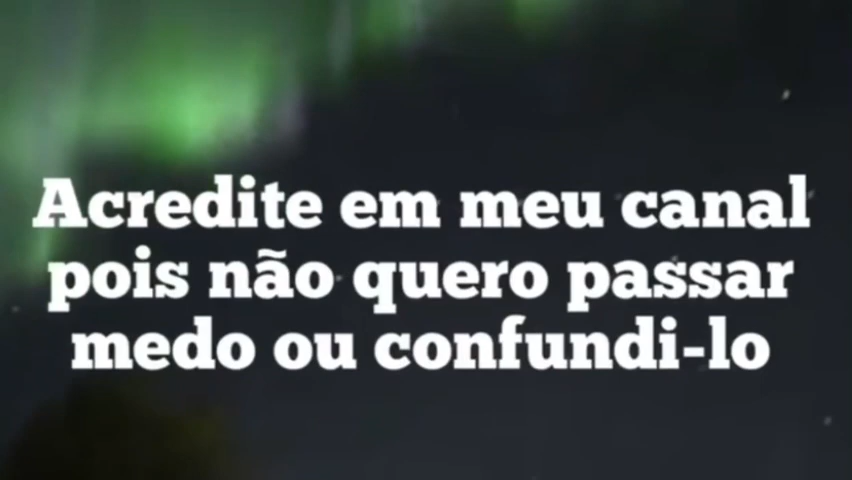 Acredite em meu canal
pois não quero passar
medo ou confundi-lo